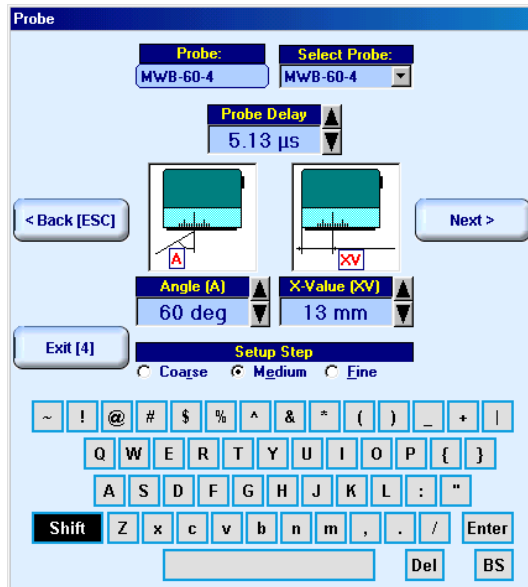 Probe
Probe: Select Probe:
MWB-60-4 MWB-60-4
Probe Delay
5.13 µs
< Back [ESC] Next >
A XV
Angle (A) X-Value (XV)
60 deg 13 mm
Exit [4]
Setup Step
Coarse Medium Fine
~ ! @ # $ % ^ & * ( ) _ + |
Q W E R T Y U I O P { }
A S D F G H J K L : "
Shift Z x c v b n m , . / Enter
Del BS